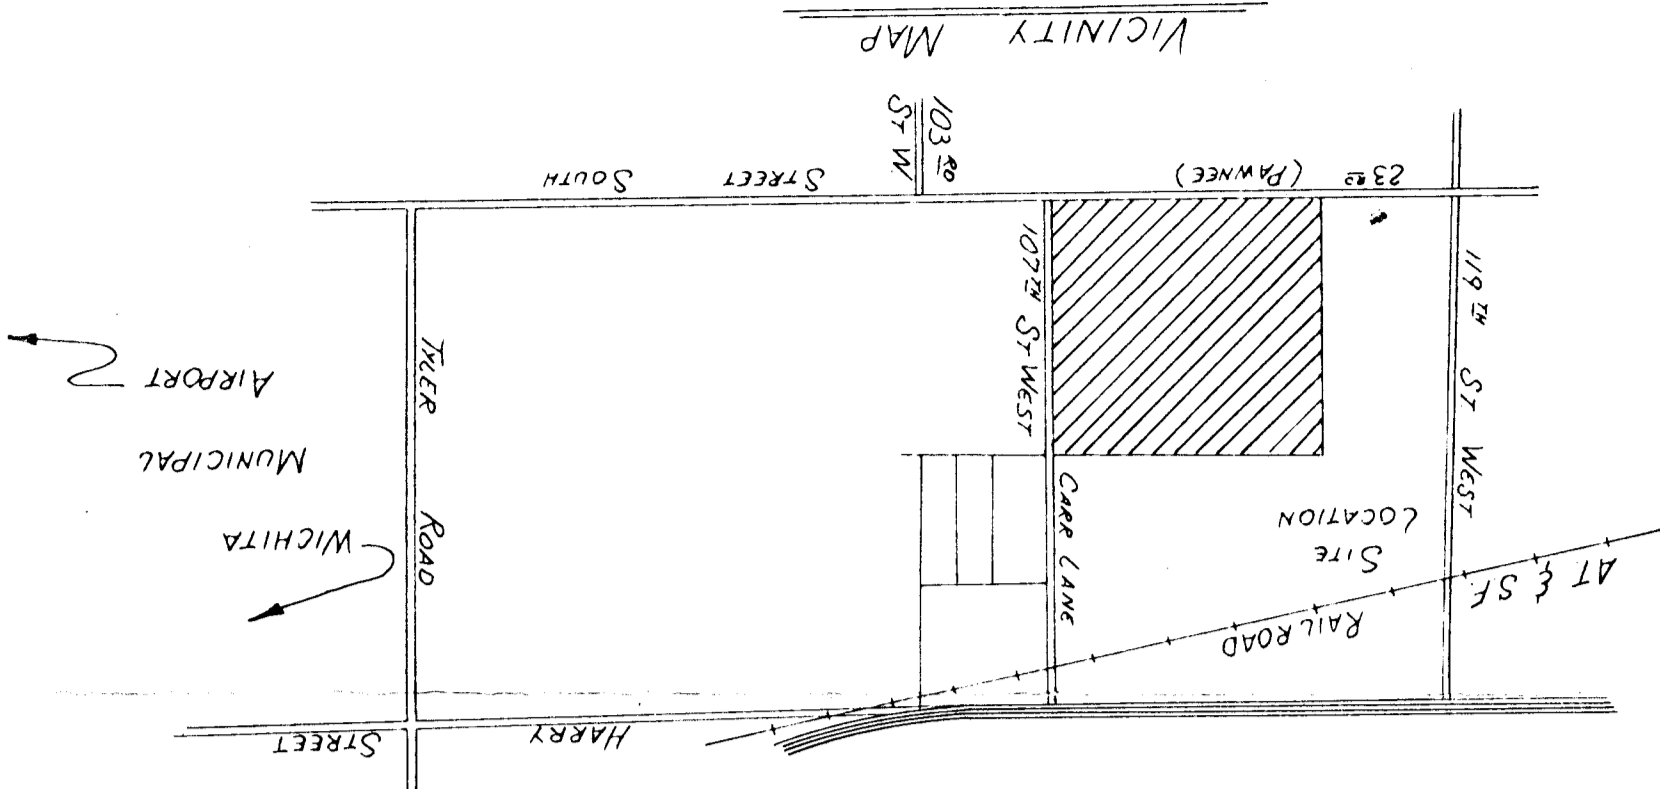 AT & SF
RAILROAD
HARRY STREET
119TH ST WEST
SITE
LOCATION
CARR LANE
107TH ST WEST
TYLER ROAD
WICHITA
MUNICIPAL
AIRPORT
23RD (PAWNEE) STREET SOUTH
103RD
ST W.
VICINITY MAP